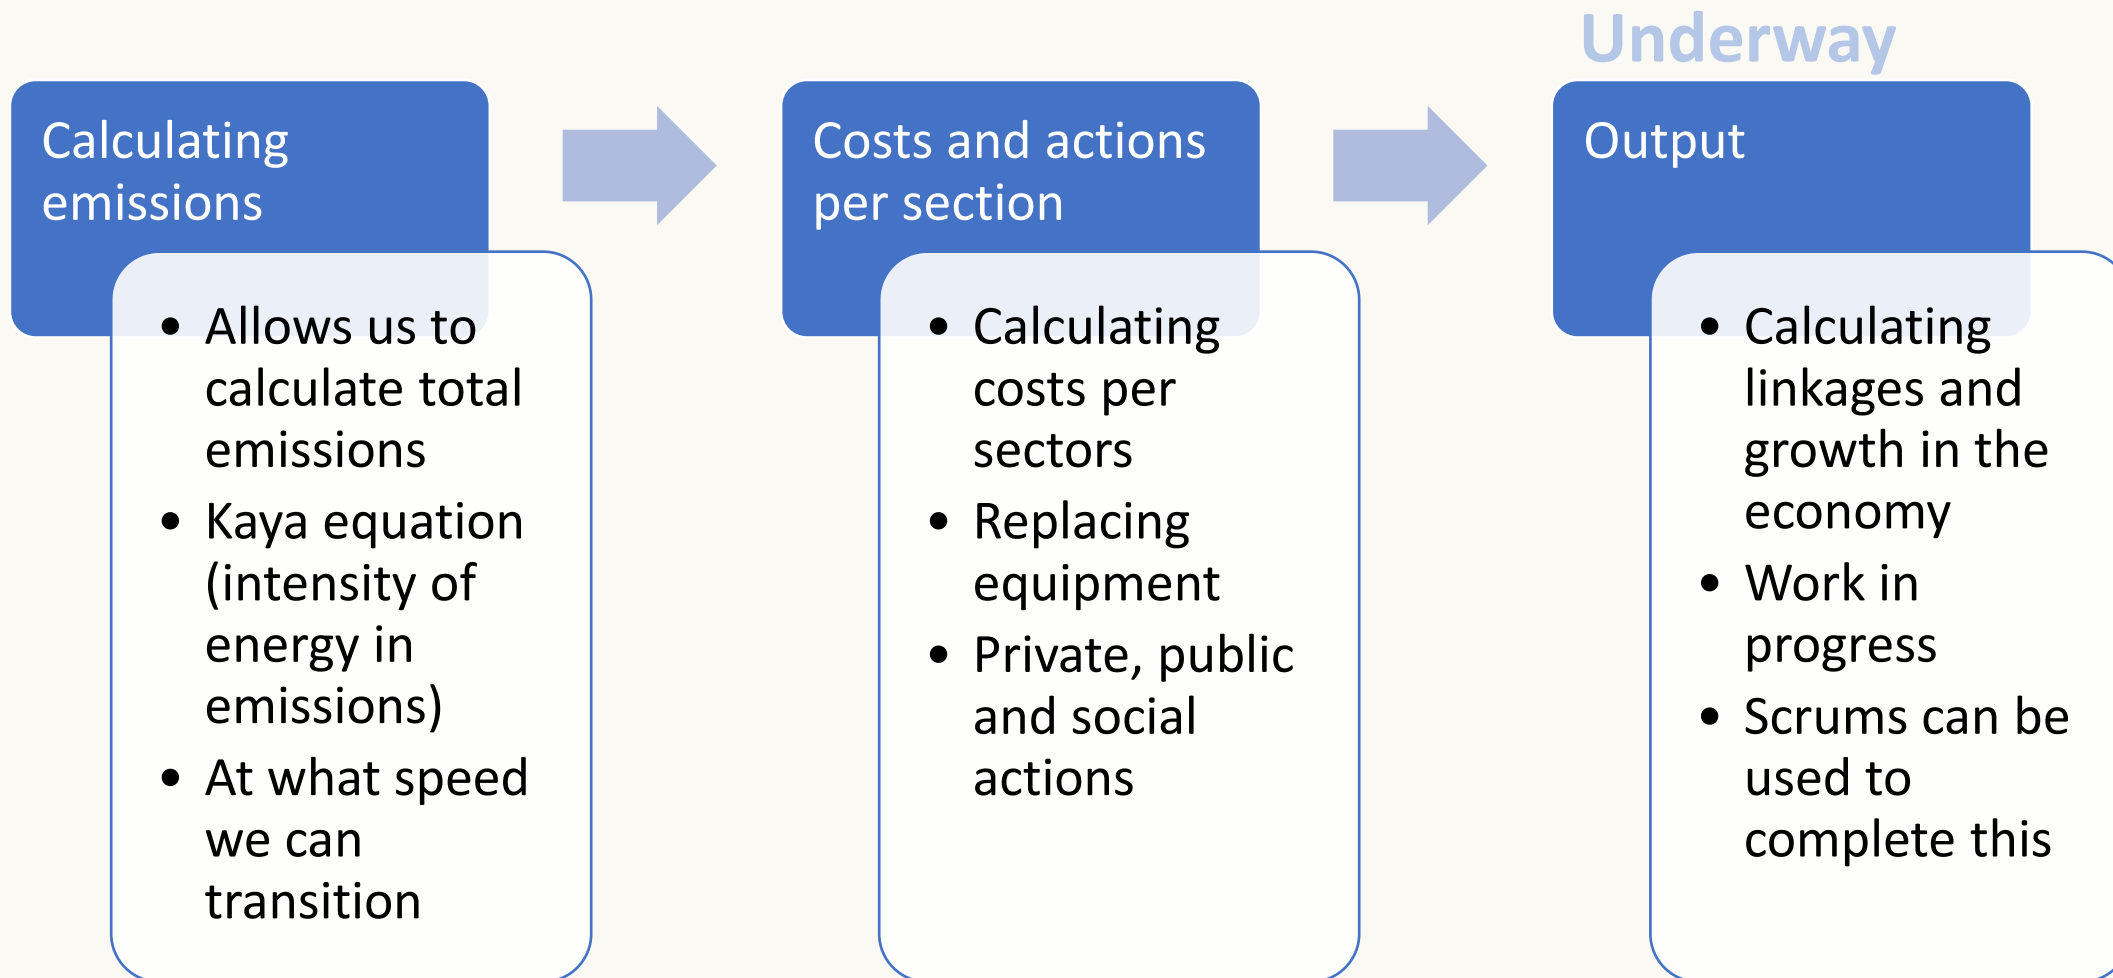 Underway
Calculating
emissions
• Allows us to
calculate total
emissions
• Kaya equation
(intensity of
energy in
emissions)
• At what speed
we can
transition
Costs and actions
per section
• Calculating
costs per
sectors
• Replacing
equipment
• Private, public
and social
actions
Output
• Calculating
linkages and
growth in the
economy
• Work in
progress
• Scrums can be
used to
complete this